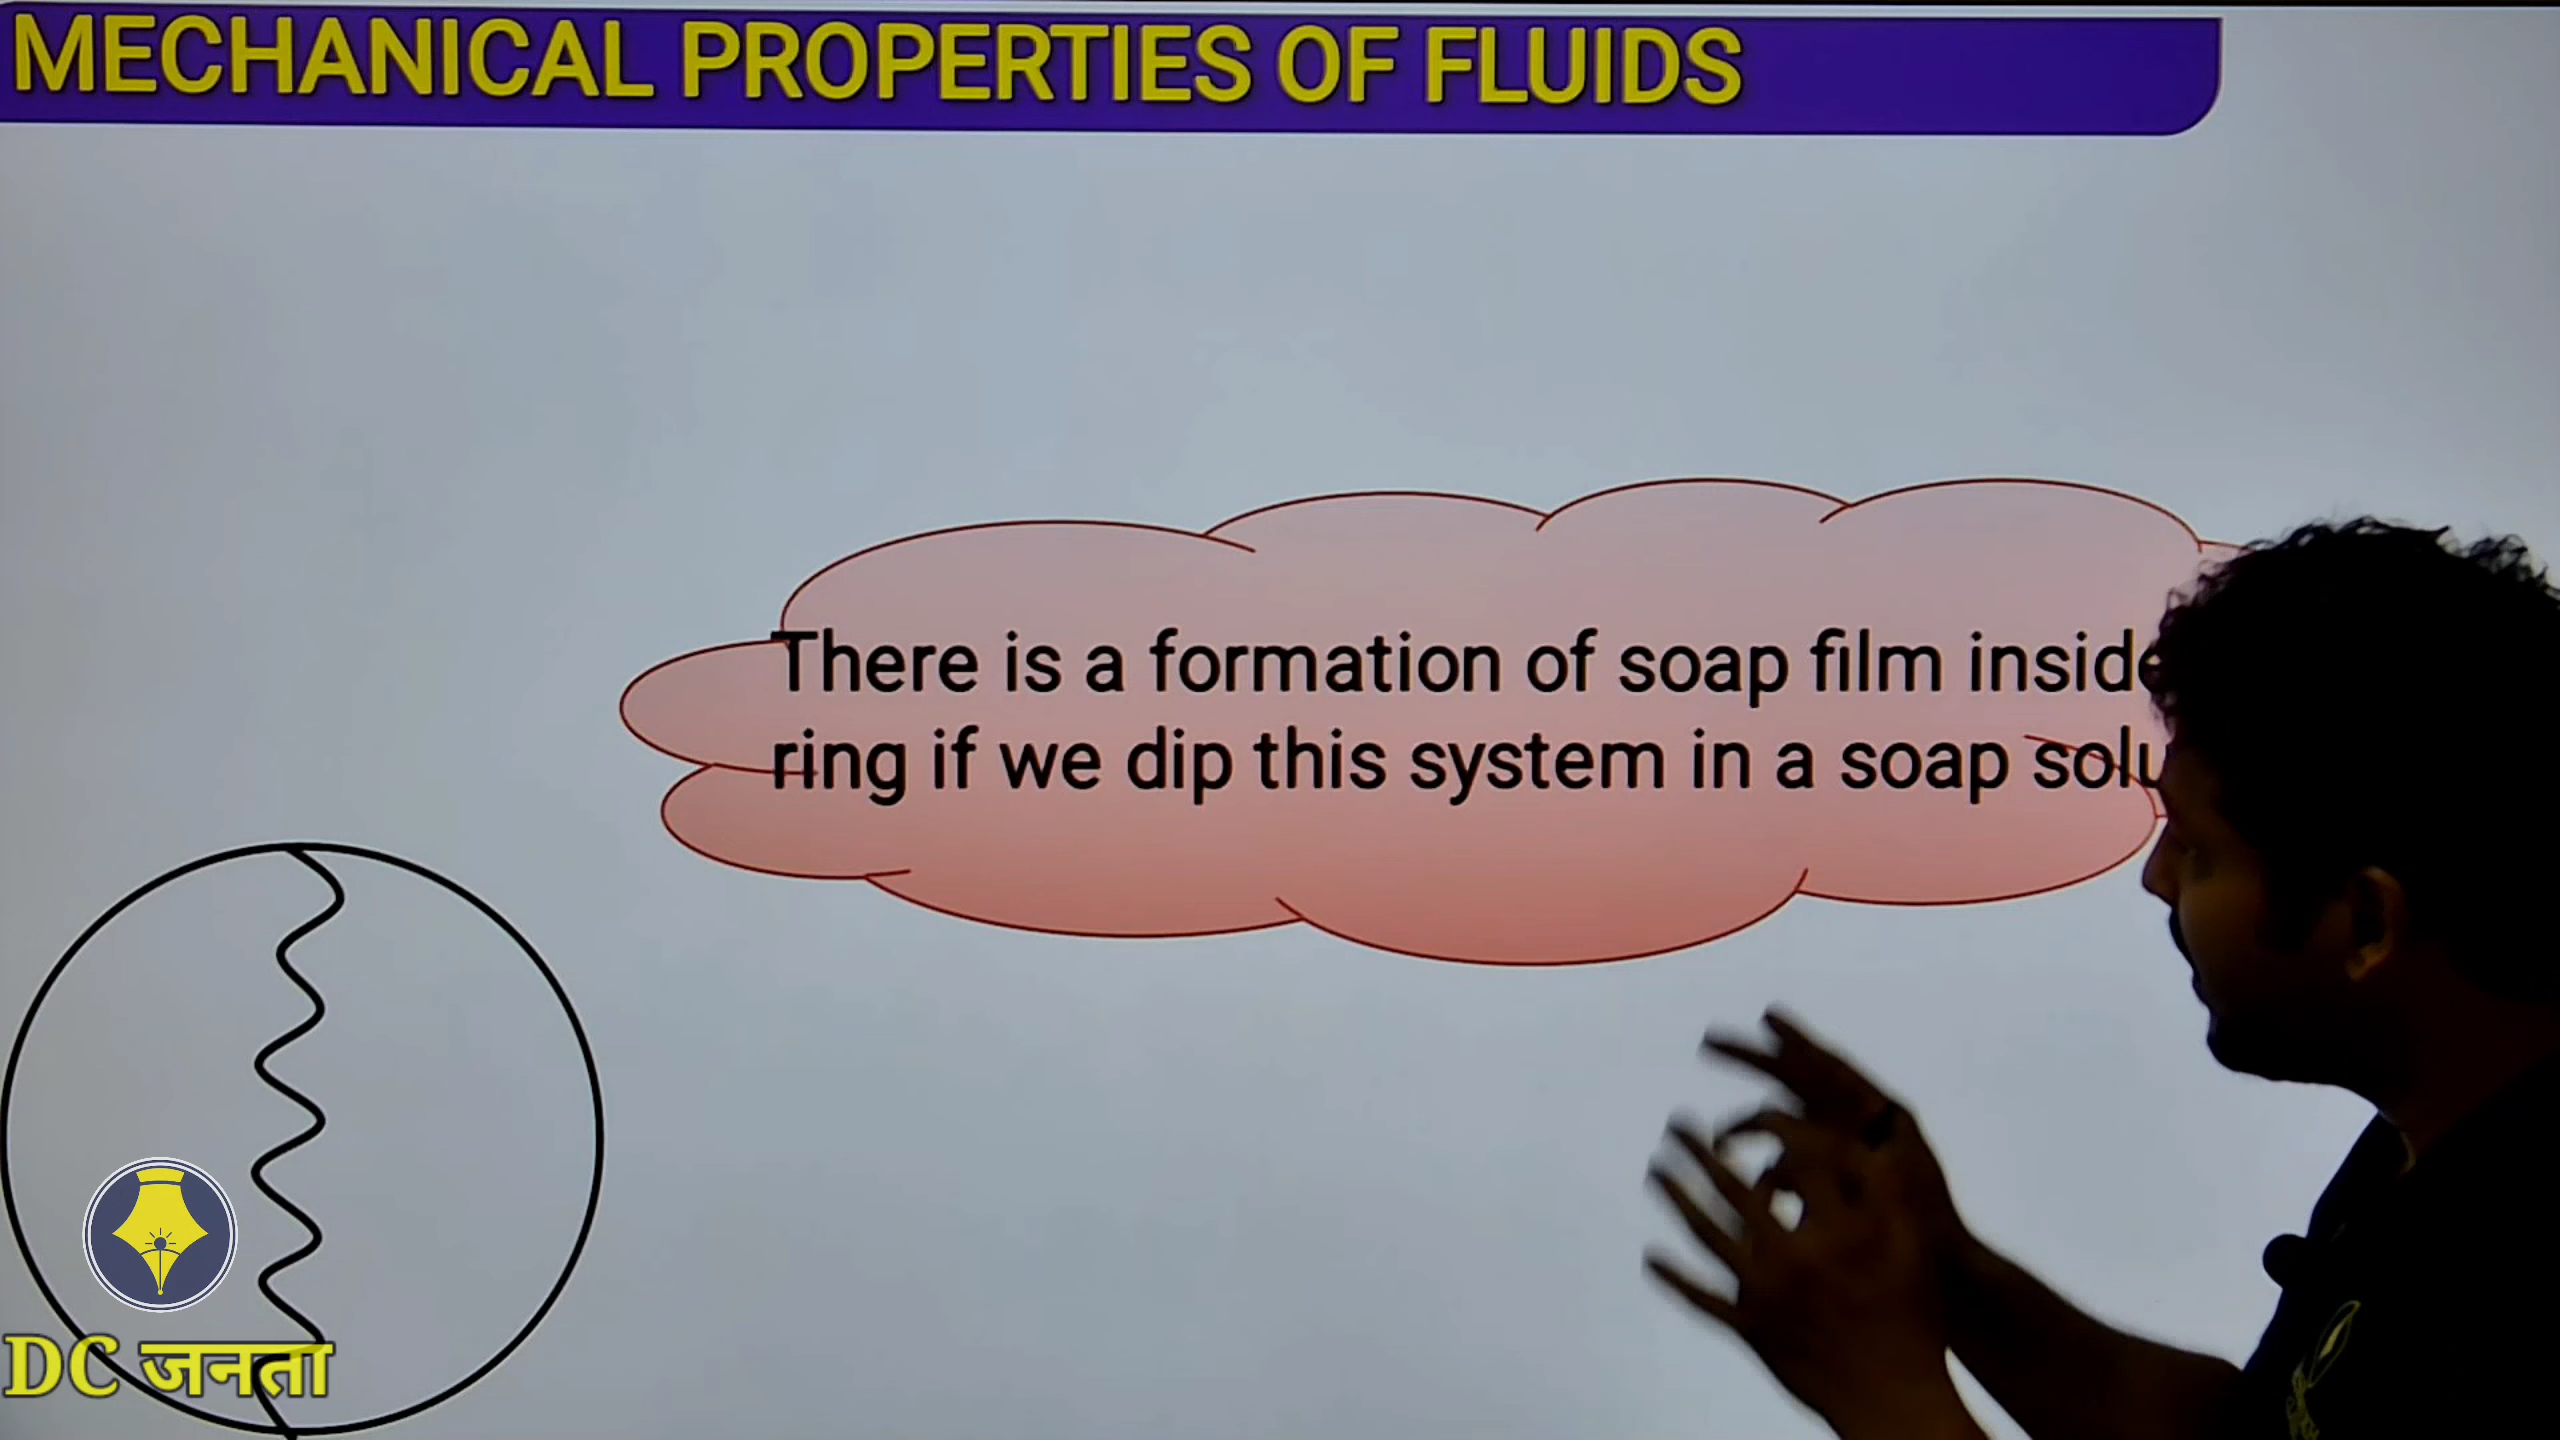 MECHANICAL PROPERTIES OF FLUIDS
There is a formation of soap film inside
ring if we dip this system in a soap
DC जनता